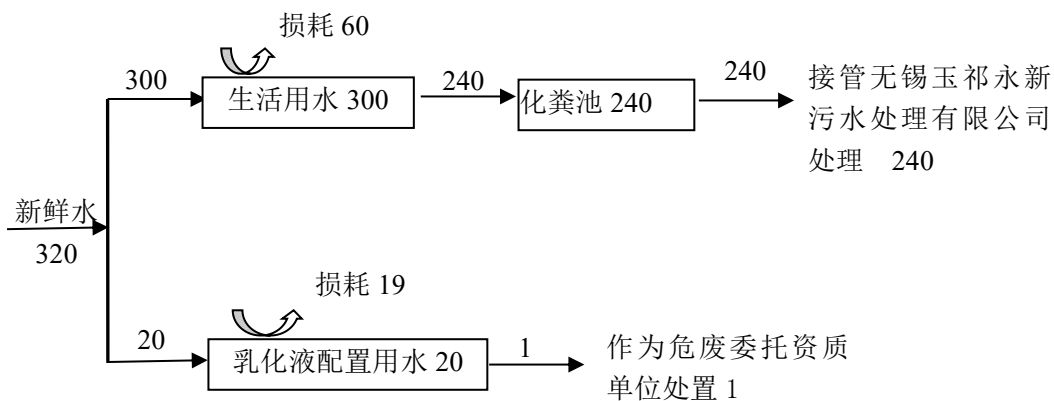 损耗 60
300
生活用水 300
240
化粪池 240
240
接管无锡玉祁永新
污水处理有限公司
处理 240
新鲜水
320
损耗 19
20
乳化液配置用水 20
1
作为危废委托资质
单位处置 1